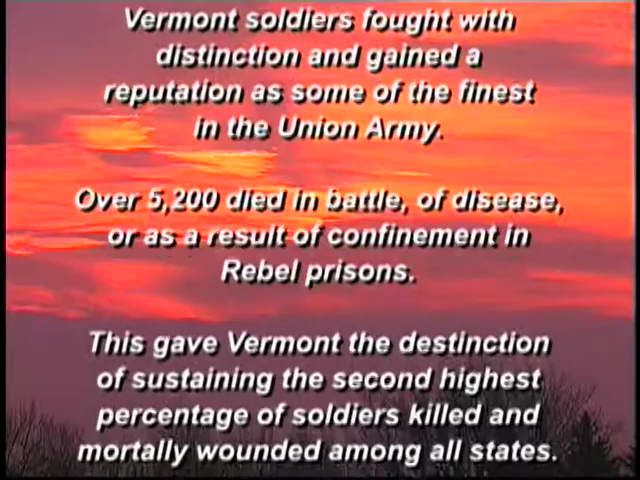 Vermont soldiers fought with
distinction and gained a
reputation as some of the finest
in the Union Army.
Over 5,200 died in battle, of disease,
or as a result of confinement in
Rebel prisons.
This gave Vermont the destinction
of sustaining the second highest
percentage of soldiers killed and
mortally wounded among all states.